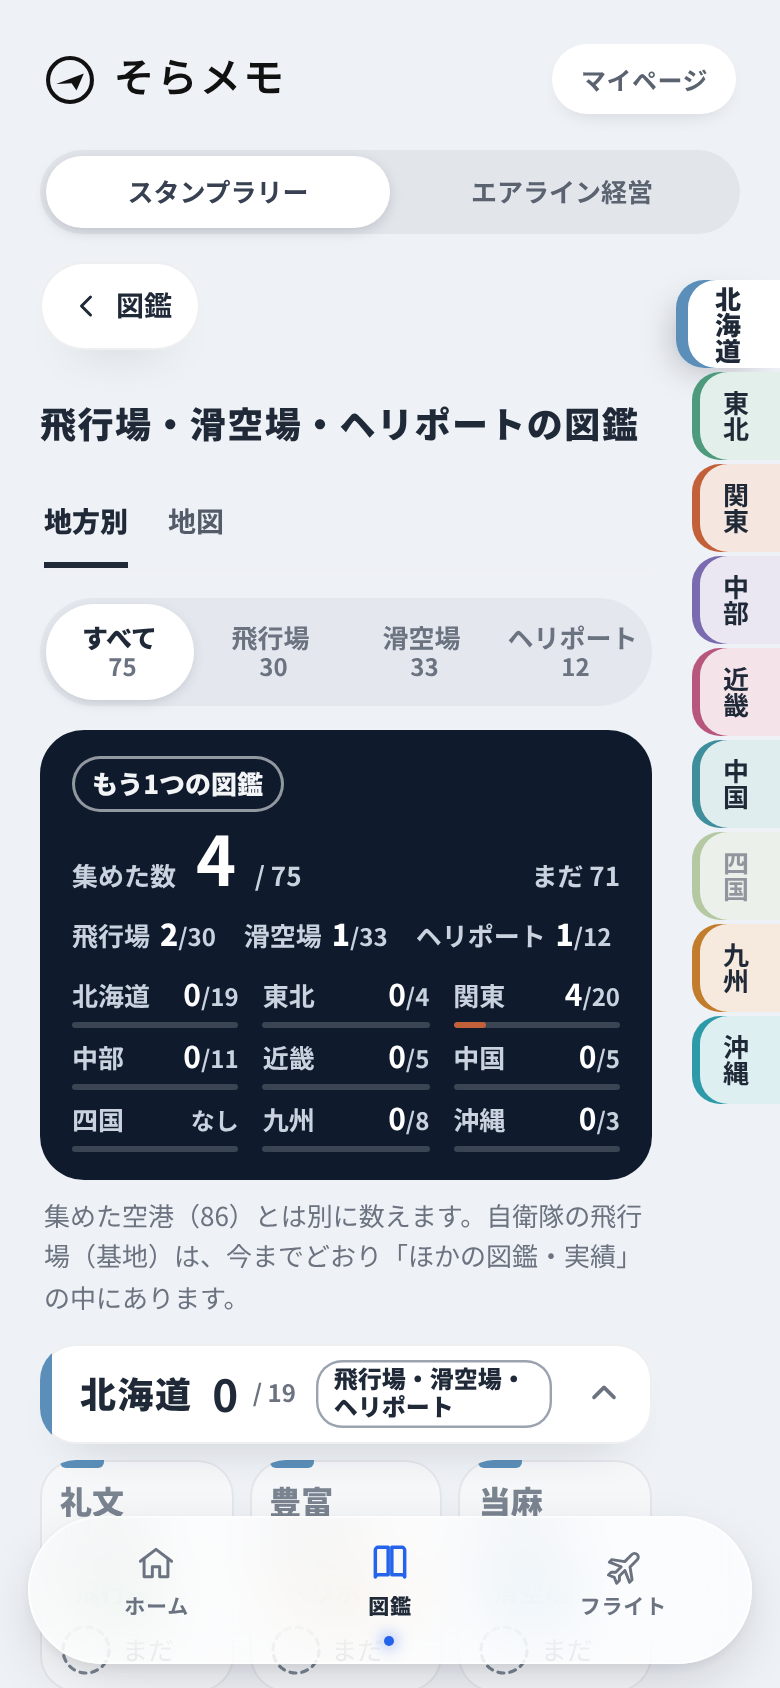 そらメモ
マイページ
スタンプラリー
エアライン経営
図鑑
飛行場・滑空場・ヘリポートの図鑑
地方別
地図
すべて
75
飛行場
30
滑空場
33
ヘリポート
12
もう1つの図鑑
集めた数 4 / 75
まだ 71
飛行場 2/30 滑空場 1/33 ヘリポート 1/12
北海道 0/19 東北 0/4 関東 4/20
中部 0/11 近畿 0/5 中国 0/5
四国 なし 九州 0/8 沖縄 0/3
集めた空港（86）とは別に数えます。自衛隊の飛行
場（基地）は、今までどおり「ほかの図鑑・実績」
の中にあります。
北海道 0 / 19
飛行場・滑空場・
ヘリポート
礼文
豊富
当麻
まだ
まだ
まだ
ホーム
図鑑
フライト
北海道
東北
関東
中部
近畿
中国
四国
九州
沖縄